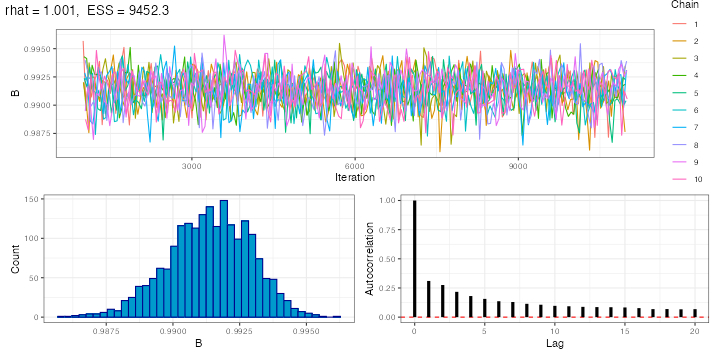 rhat = 1.001,  ESS = 9452.3
Chain
1
2
3
4
5
6
7
8
9
10
B
0.9950
0.9925
0.9900
0.9875
3000 6000 9000
Iteration
Count
150
100
50
0
0.9875 0.9900 0.9925 0.9950
B
Autocorrelation
1.00
0.75
0.50
0.25
0.00
0 5 10 15 20
Lag